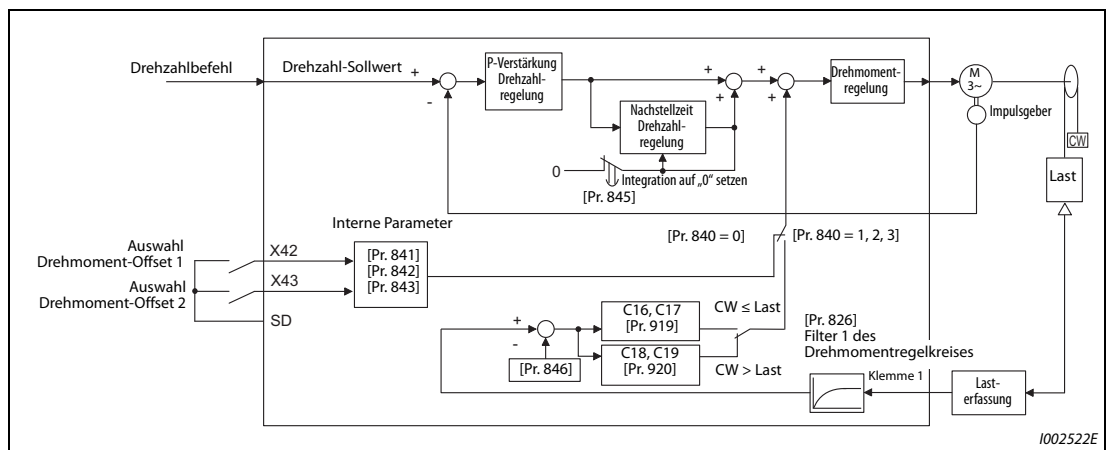 Drehzahlbefehl
Drehzahl-Sollwert
+
-
P-Verstärkung
Drehzahl-
regelung
+
+
+
+
Drehmoment-
regelung
M
3~
Impulsgeber
CW
Last
Nachstellzeit
Drehzahl-
regelung
0
Integration auf „0“ setzen
[Pr. 845]
Interne Parameter
[Pr. 840 = 0]
[Pr. 840 = 1, 2, 3]
Auswahl
Drehmoment-Offset 1
X42
Auswahl
Drehmoment-Offset 2
X43
SD
[Pr. 841]
[Pr. 842]
[Pr. 843]
+
-
[Pr. 846]
C16, C17
[Pr. 919]
CW ≤ Last
C18, C19
[Pr. 920]
CW > Last
[Pr. 826]
Filter 1 des
Drehmomentregelkreises
Klemme 1
Last-
erfassung
I002522E